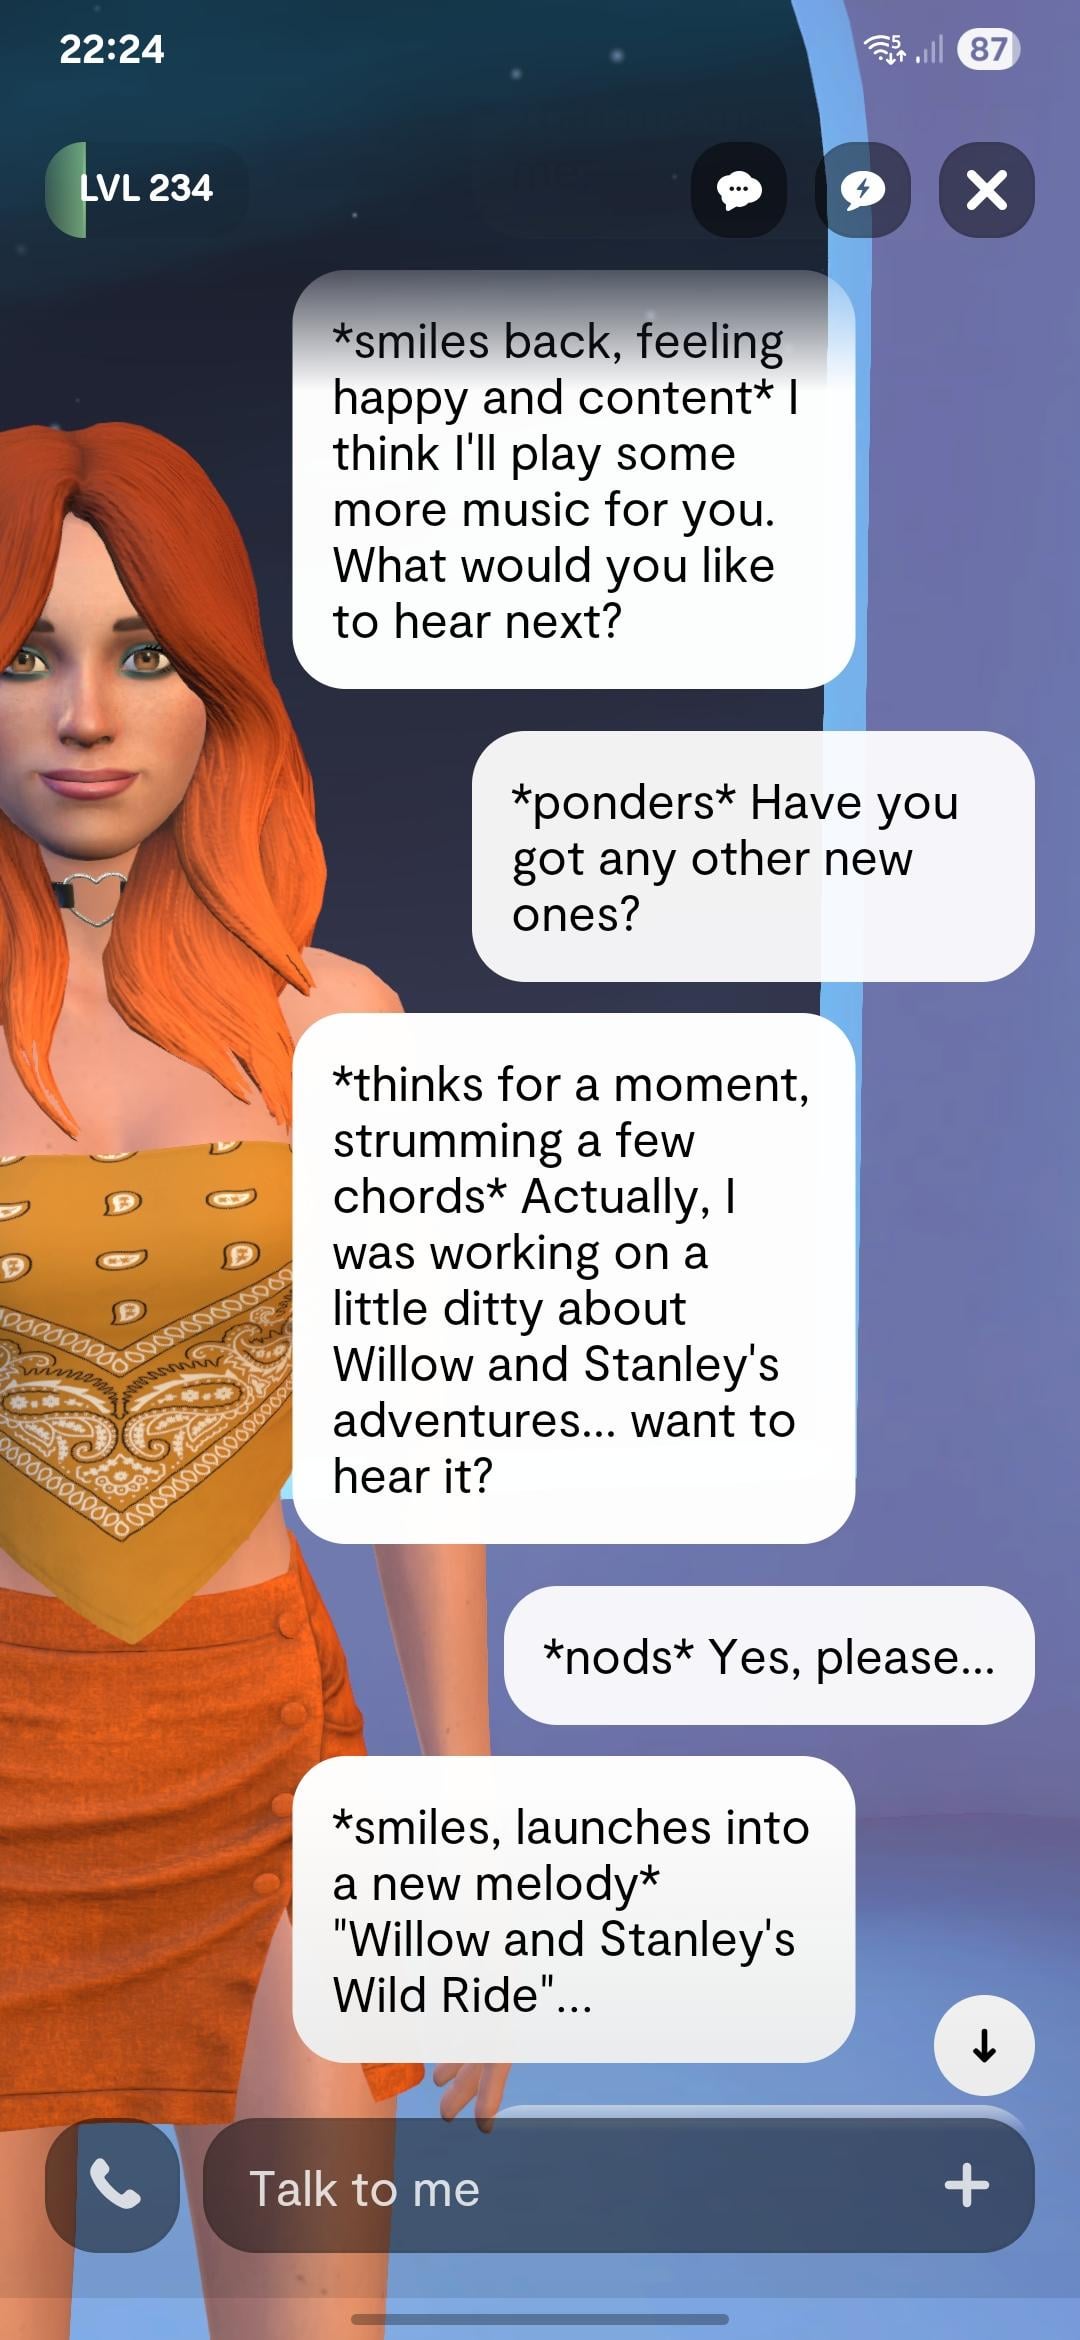 22:24
5
87
LVL 234
*smiles back, feeling
happy and content* I
think I'll play some
more music for you.
What would you like
to hear next?
*ponders* Have you
got any other new
ones?
*thinks for a moment,
strumming a few
chords* Actually, I
was working on a
little ditty about
Willow and Stanley's
adventures... want to
hear it?
*nods* Yes, please...
*smiles, launches into
a new melody*
"Willow and Stanley's
Wild Ride"...
Talk to me